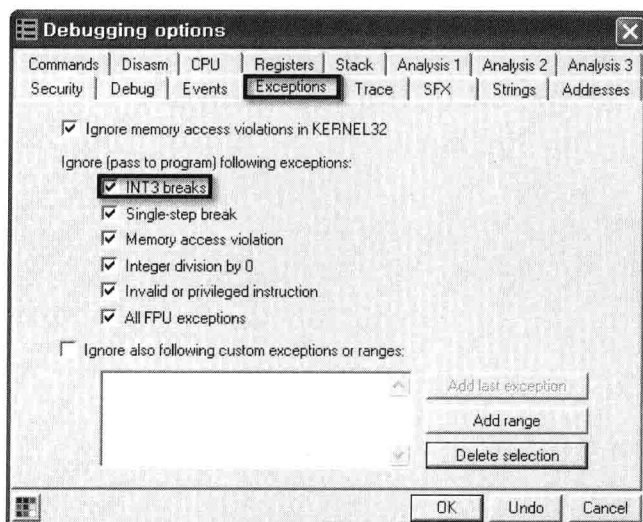 Debugging options
Commands Disasm CPU Registers Stack Analysis 1 Analysis 2 Analysis 3
Security Debug Events Exceptions Trace SFX Strings Addresses
Ignore memory access violations in KERNEL32
Ignore (pass to program) following exceptions:
INT3 breaks
Single-step break
Memory access violation
Integer division by 0
Invalid or privileged instruction
All FPU exceptions
Ignore also following custom exceptions or ranges:
Add last exception
Add range
Delete selection
OK Undo Cancel